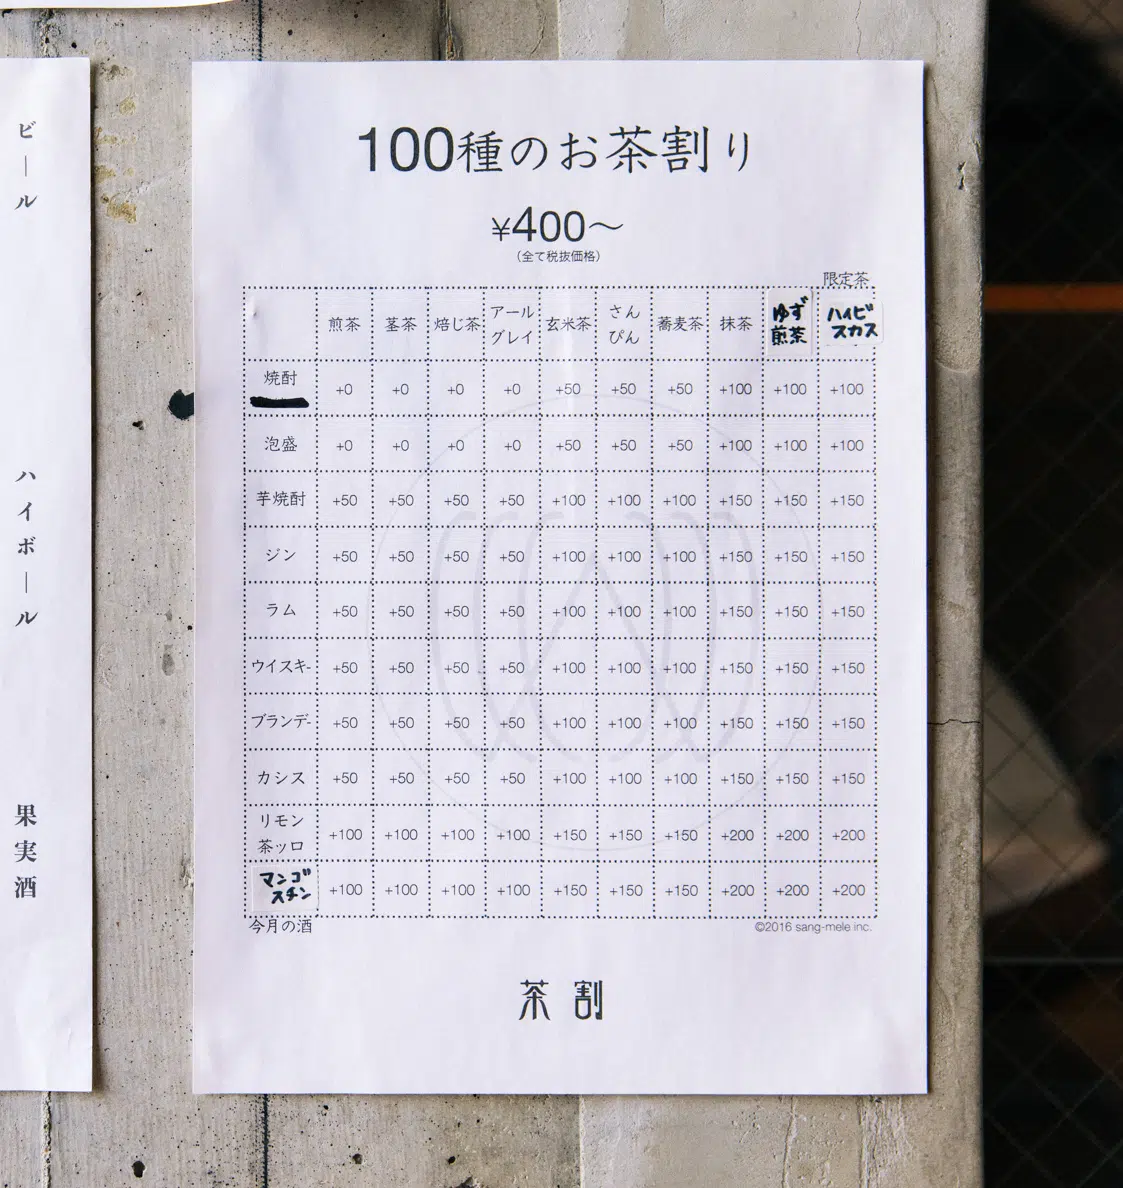 ビール
ハイボール
果実酒
100種のお茶割り
¥400〜
(全て税抜価格)
限定茶
煎茶 茎茶 焙じ茶 アールグレイ 玄米茶 さんぴん 蕎麦茶 抹茶 ゆず煎茶 ハイビスカス
焼酎 +0 +0 +0 +0 +50 +50 +50 +100 +100 +100
泡盛 +0 +0 +0 +0 +50 +50 +50 +100 +100 +100
芋焼酎 +50 +50 +50 +50 +100 +100 +100 +150 +150 +150
ジン +50 +50 +50 +50 +100 +100 +100 +150 +150 +150
ラム +50 +50 +50 +50 +100 +100 +100 +150 +150 +150
ウイスキー +50 +50 +50 +50 +100 +100 +100 +150 +150 +150
ブランデー +50 +50 +50 +50 +100 +100 +100 +150 +150 +150
カシス +50 +50 +50 +50 +100 +100 +100 +150 +150 +150
リモン茶ッロ +100 +100 +100 +100 +150 +150 +150 +200 +200 +200
マンゴスチン +100 +100 +100 +100 +150 +150 +150 +200 +200 +200
今月の酒
©2016 sang-mele inc.
茶割